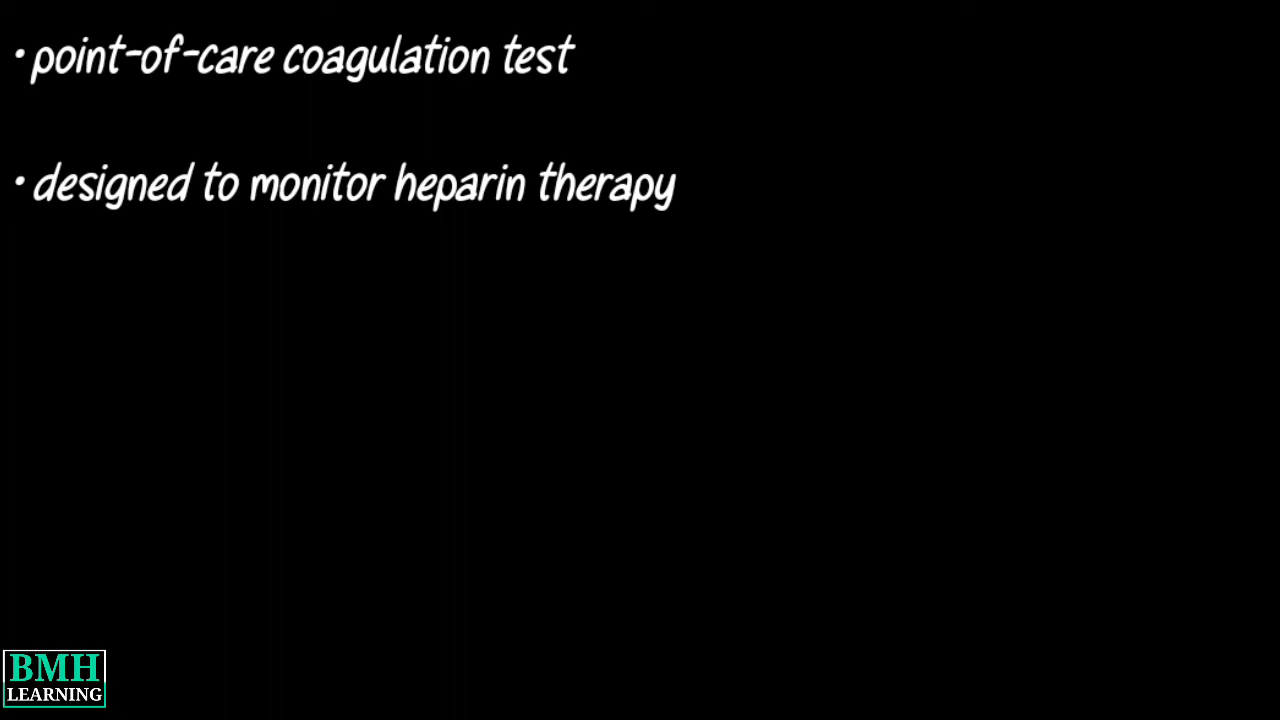 • point-of-care coagulation test
• designed to monitor heparin therapy
BMH
LEARNING